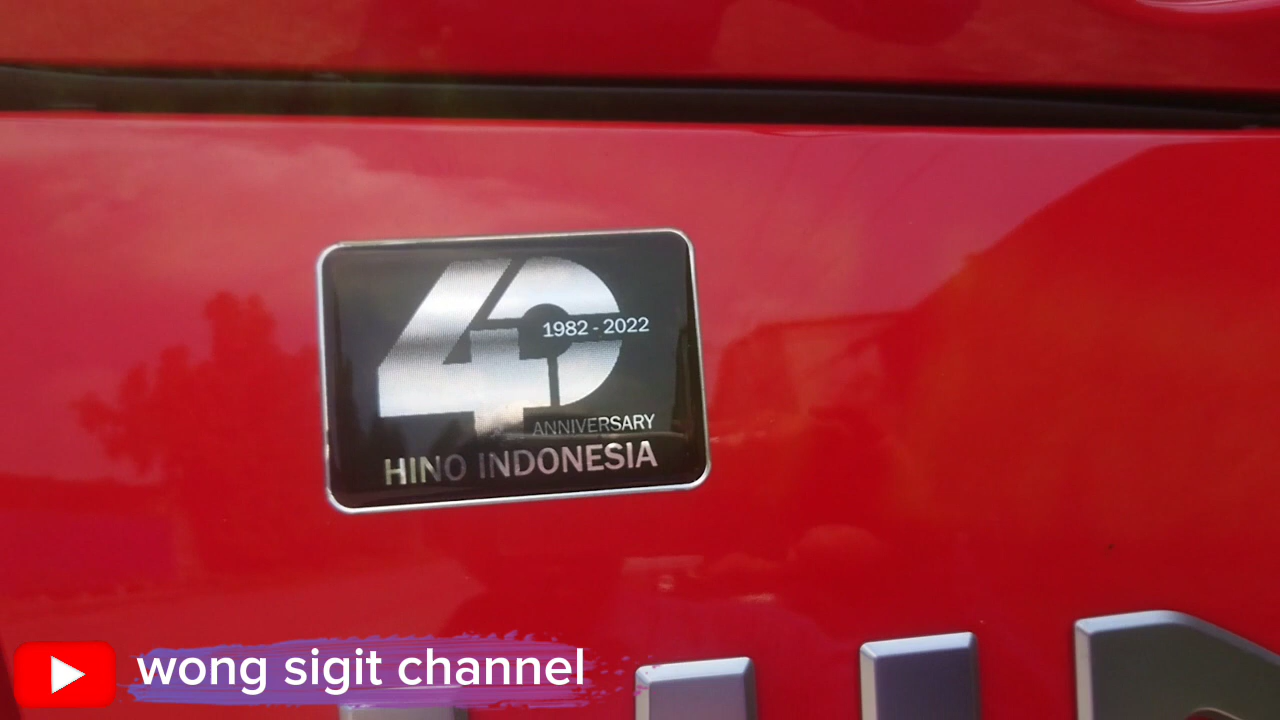 40
1982 - 2022
ANNIVERSARY
HINO INDONESIA
wong sigit channel